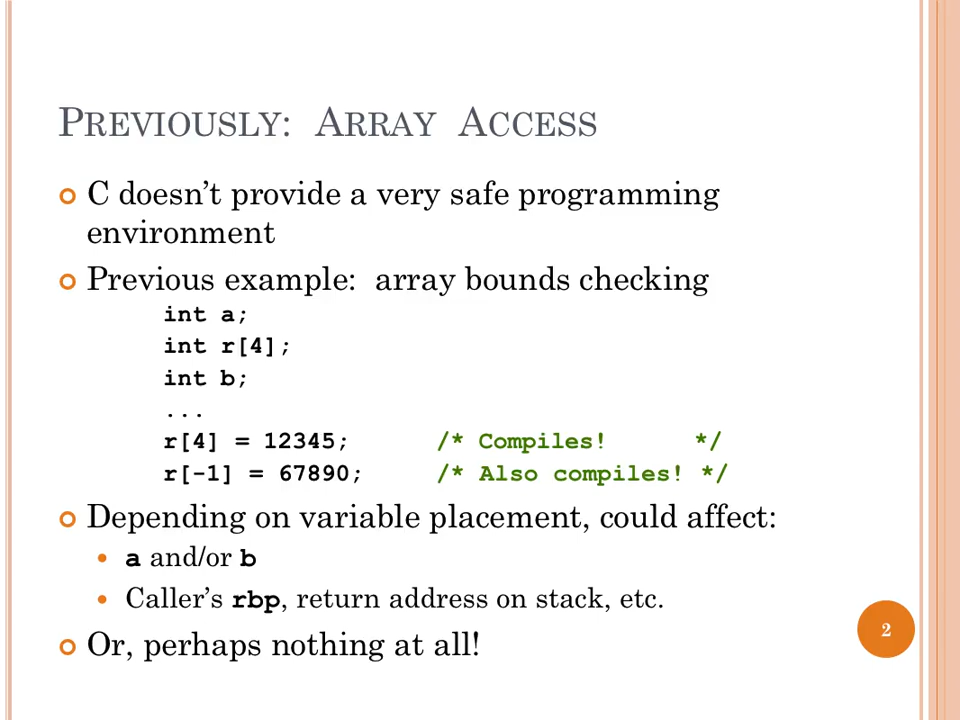 PREVIOUSLY: ARRAY ACCESS
C doesn't provide a very safe programming
environment
Previous example: array bounds checking
int a;
int r[4];
int b;
...
r[4] = 12345; /* Compiles! */
r[-1] = 67890; /* Also compiles! */
Depending on variable placement, could affect:
a and/or b
Caller's rbp, return address on stack, etc.
Or, perhaps nothing at all!
2